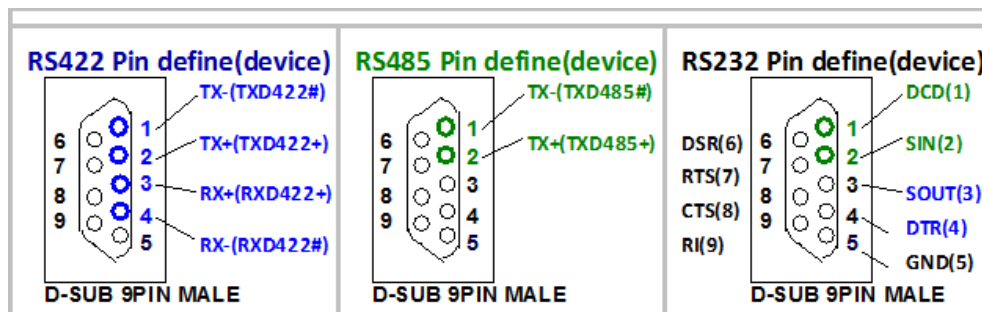 RS422 Pin define(device)
TX-(TXD422#)
1
6
TX+(TXD422+)
2
7
3
RX+(RXD422+)
8
4
9
RX-(RXD422#)
5
D-SUB 9PIN MALE
RS485 Pin define(device)
TX-(TXD485#)
1
6
TX+(TXD485+)
2
7
3
8
4
9
5
D-SUB 9PIN MALE
RS232 Pin define(device)
DCD(1)
1
DSR(6)
6
SIN(2)
2
RTS(7)
7
3
SOUT(3)
CTS(8)
8
4
DTR(4)
RI(9)
9
5
GND(5)
D-SUB 9PIN MALE